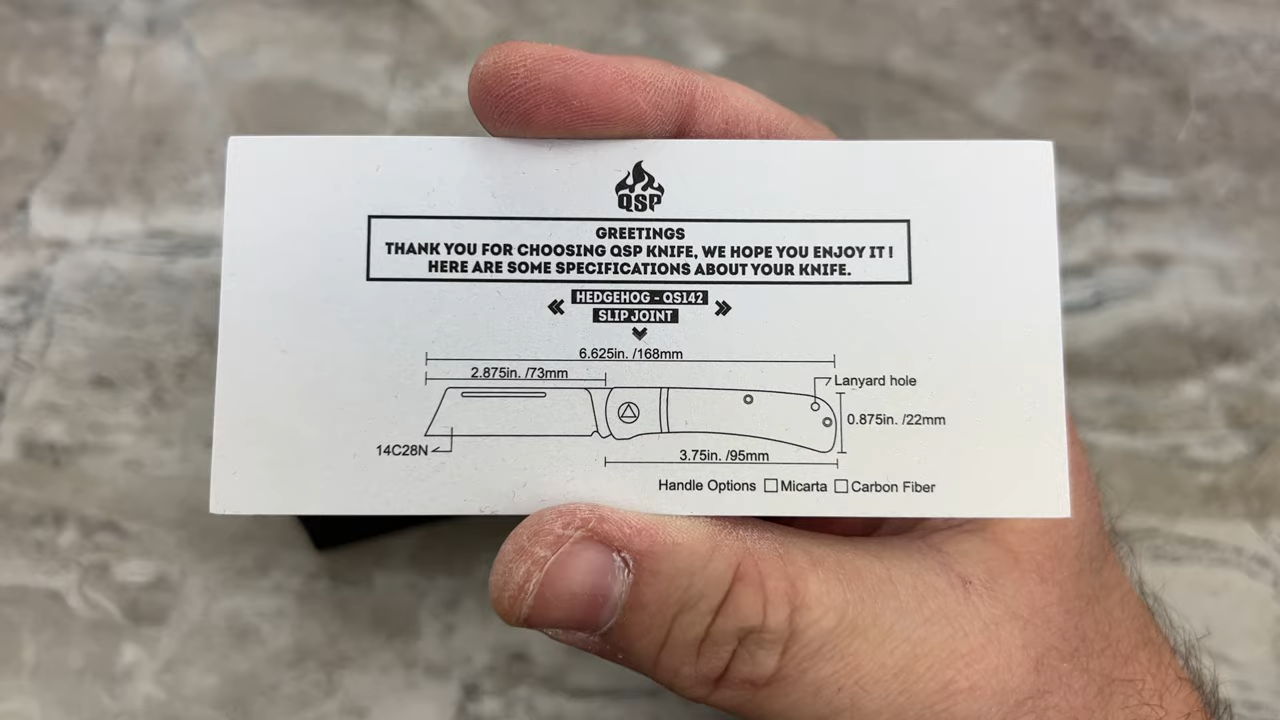 QSP
GREETINGS
THANK YOU FOR CHOOSING QSP KNIFE, WE HOPE YOU ENJOY IT !
HERE ARE SOME SPECIFICATIONS ABOUT YOUR KNIFE.
HEDGEHOG - QS142
SLIP JOINT
6.625in. /168mm
2.875in. /73mm
Lanyard hole
0.875in. /22mm
14C28N
3.75in. /95mm
Handle Options □ Micarta □ Carbon Fiber